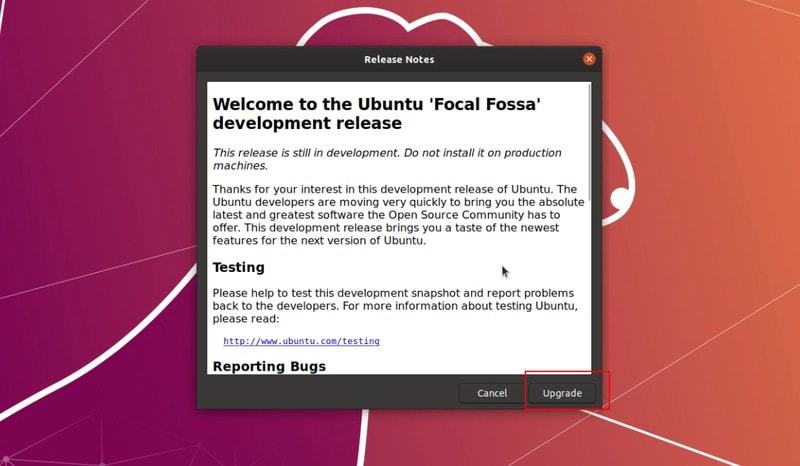 Release Notes
Welcome to the Ubuntu 'Focal Fossa'
development release
This release is still in development. Do not install it on production
machines.
Thanks for your interest in this development release of Ubuntu. The
Ubuntu developers are moving very quickly to bring you the absolute
latest and greatest software the Open Source Community has to
offer. This development release brings you a taste of the newest
features for the next version of Ubuntu.
Testing
Please help to test this development snapshot and report problems
back to the developers. For more information about testing Ubuntu,
please read:
http://www.ubuntu.com/testing
Reporting Bugs
Cancel Upgrade